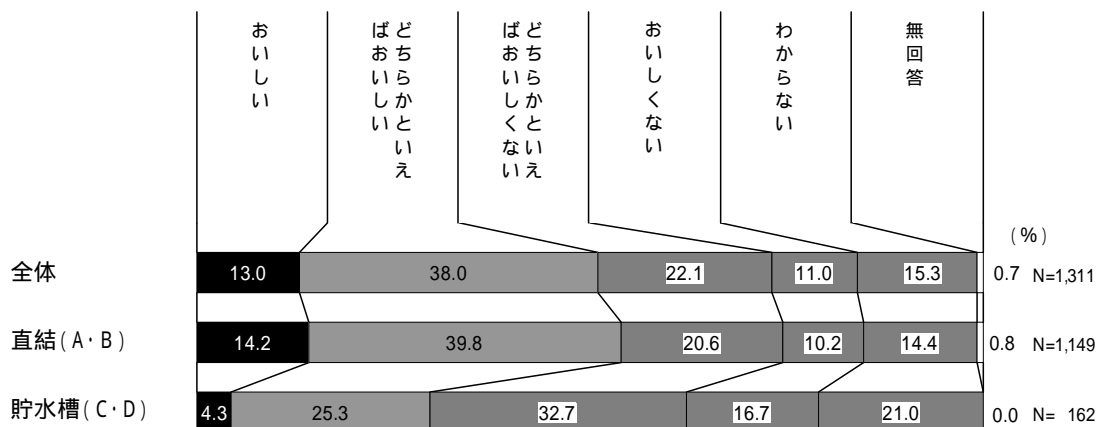 おいしい
どちらかといえ
ばおいしい
どちらかといえ
ばおいしくない
おいしくない
わからない
無回答
(%)
全体 13.0 38.0 22.1 11.0 15.3 0.7 N=1,311
直結(A・B) 14.2 39.8 20.6 10.2 14.4 0.8 N=1,149
貯水槽(C・D) 4.3 25.3 32.7 16.7 21.0 0.0 N= 162